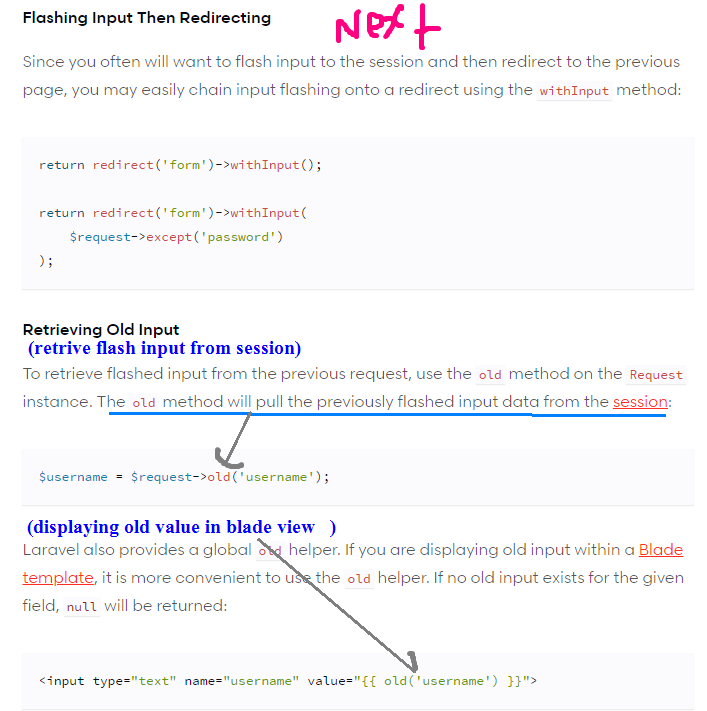 Flashing Input Then Redirecting
Next
Since you often will want to flash input to the session and then redirect to the previous
page, you may easily chain input flashing onto a redirect using the withInput method:
return redirect('form')->withInput();
return redirect('form')->withInput(
$request->except('password')
);
Retrieving Old Input
(retrive flash input from session)
To retrieve flashed input from the previous request, use the old method on the Request
instance. The old method will pull the previously flashed input data from the session:
$username = $request->old('username');
(displaying old value in blade view )
Laravel also provides a global old helper. If you are displaying old input within a Blade
template, it is more convenient to use the old helper. If no old input exists for the given
field, null will be returned:
<input type="text" name="username" value="{{ old('username') }}">